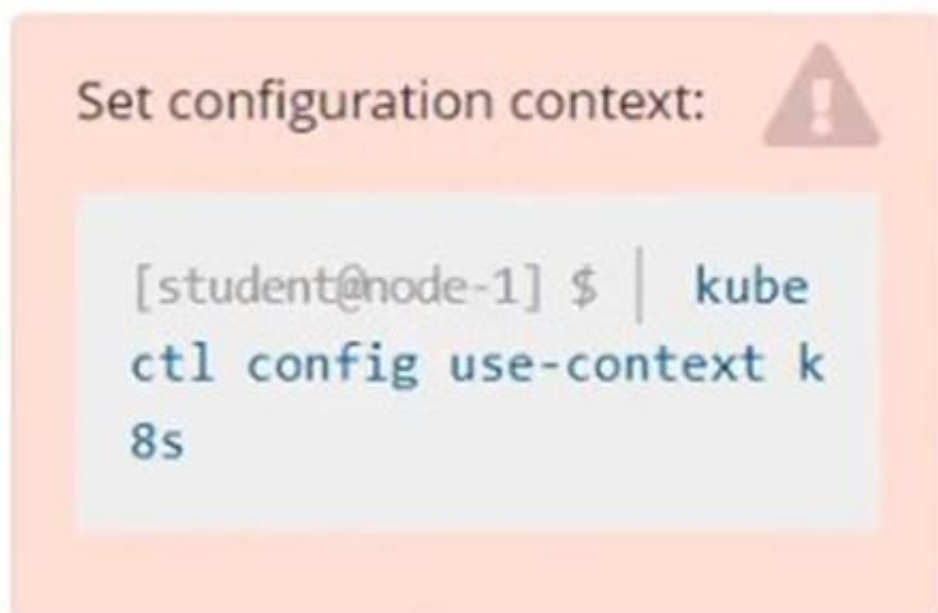 Set configuration context:
[student@node-1] $ | kube
ctl config use-context k
8s